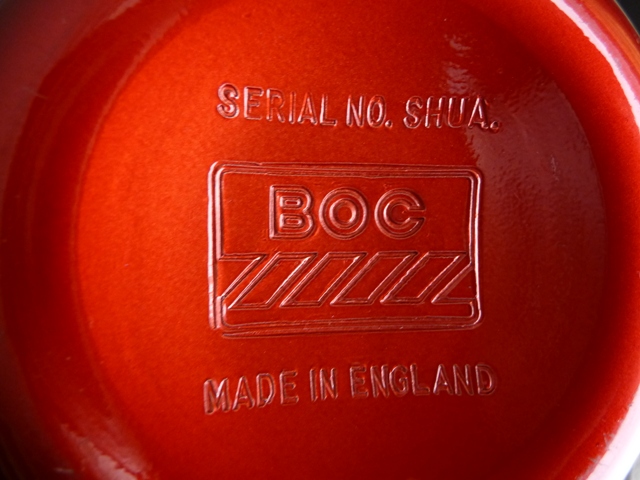 SERIAL NO. SHUA.
BOC
MADE IN ENGLAND